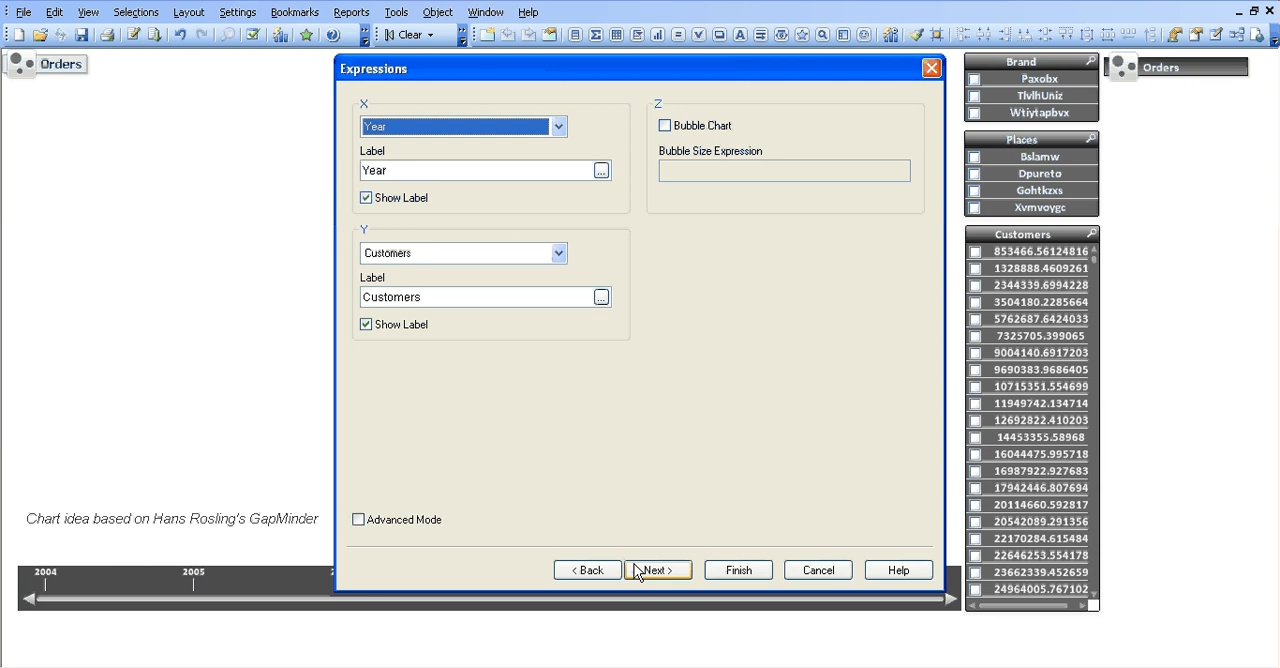 File Edit View Selections Layout Settings Bookmarks Reports Tools Object Window Help
Clear
Orders
Expressions
X
Year
Label
Year
...
Show Label
Y
Customers
Label
Customers
...
Show Label
Z
Bubble Chart
Bubble Size Expression
Advanced Mode
< Back Next > Finish Cancel Help
Chart idea based on Hans Rosling's GapMinder
2004 2005
Brand
Paxobx
TlvlhUniz
Wtiytapbvx
Places
Bslamw
Dpureto
Gohtkzxs
Xvmvoygc
Customers
853466.56124816
1328888.4609261
2344339.6994228
3504180.2285664
5762687.6424033
7325705.399065
9004140.6917203
9690383.9686405
10715351.554699
11949742.134714
12692822.410203
14453355.58968
16044475.995718
16987922.927683
17942446.807694
20114660.592817
20542089.291356
22170284.615484
22646253.554178
23662339.452659
24964005.767102
Orders